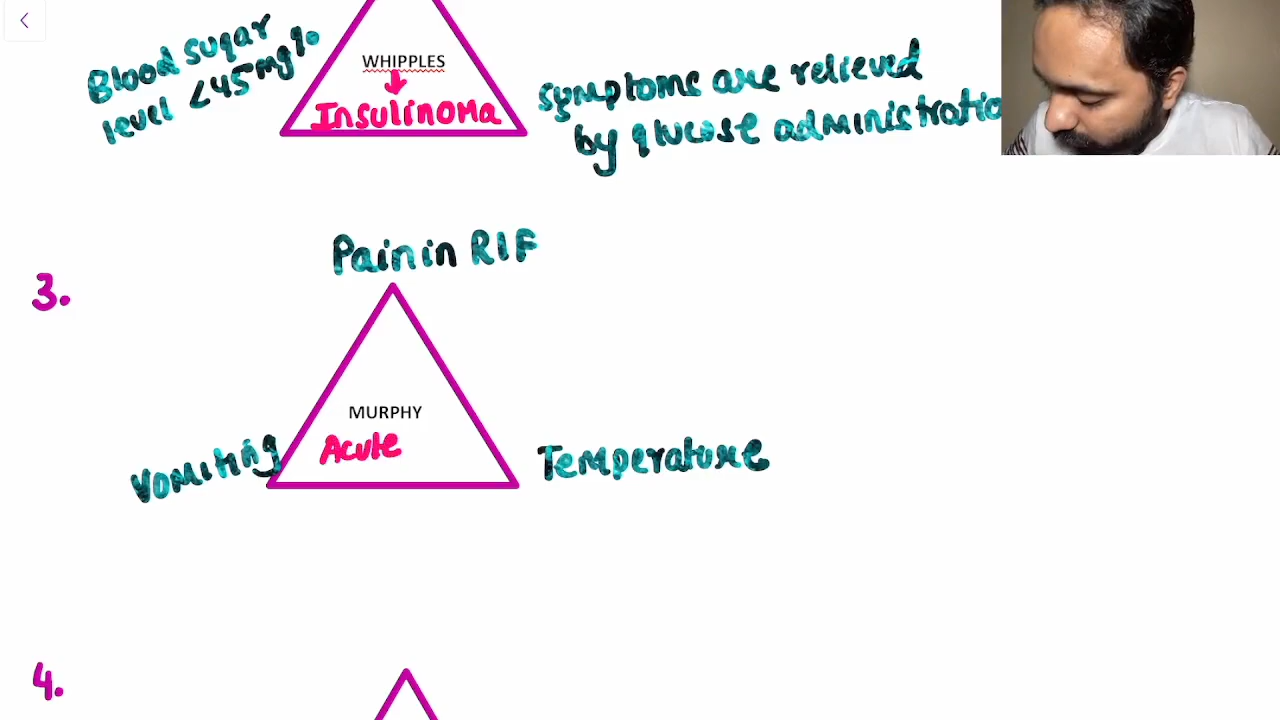 Blood sugar
level <45mg%
WHIPPLES
Insulinoma
Symptoms are relieved
by glucose administratio
3.
Pain in RIF
MURPHY
Acute
Vomiting
Temperature
4.